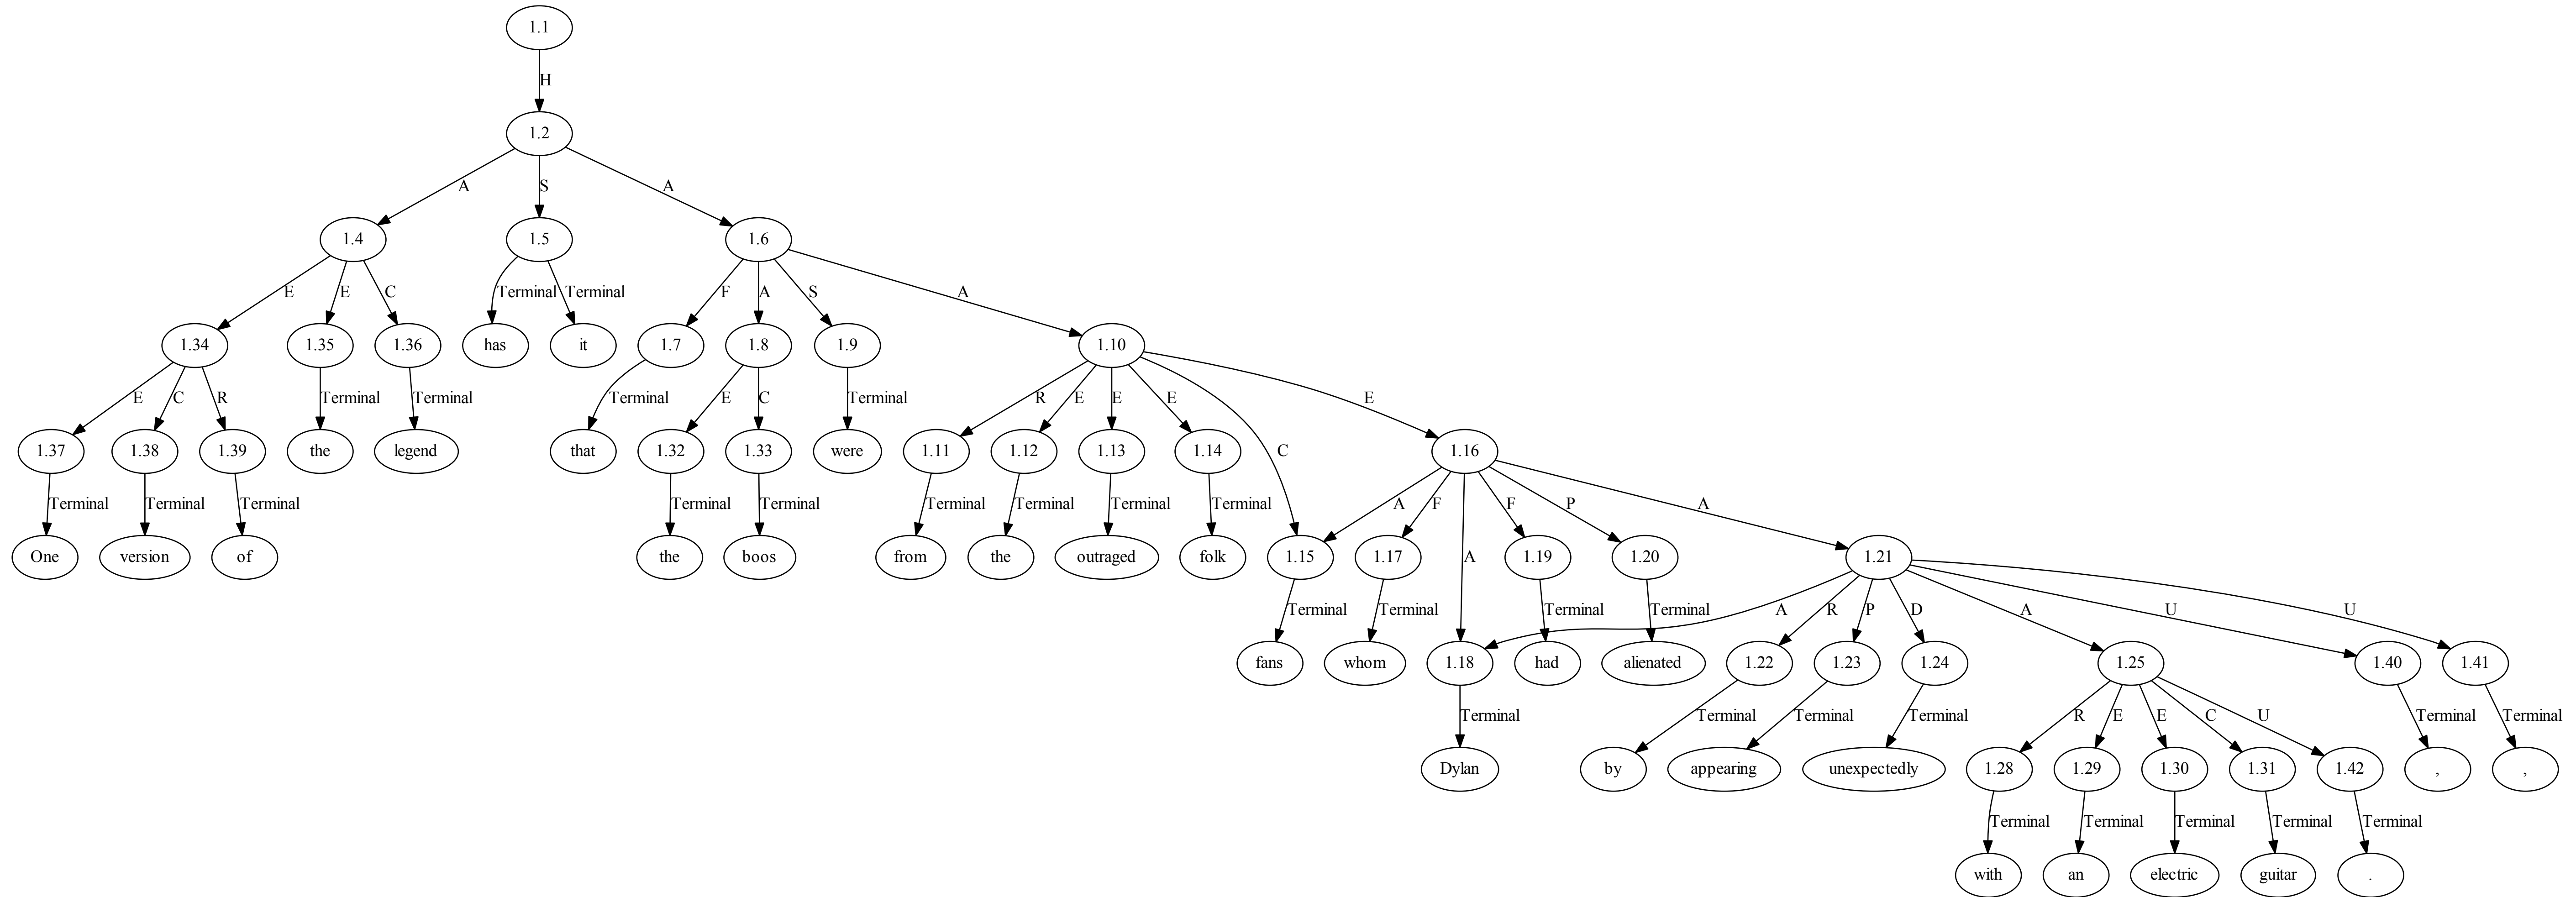 1.1
H
1.2
A S A
1.4 1.5 1.6
E E C Terminal Terminal F A S A
1.34 1.35 1.36 has it 1.7 1.8 1.9 1.10
E C R Terminal Terminal Terminal E C Terminal R E E E C E
1.37 1.38 1.39 the legend that 1.32 1.33 were 1.11 1.12 1.13 1.14 1.16
Terminal Terminal Terminal Terminal Terminal Terminal Terminal Terminal Terminal A F A F P A
One version of the boos from the outraged folk 1.15 1.17 1.19 1.20 1.21
Terminal Terminal Terminal Terminal A R P D A U U
fans whom 1.18 had alienated 1.22 1.23 1.24 1.25 1.40 1.41
Terminal Terminal Terminal Terminal R E E C U Terminal Terminal
Dylan by appearing unexpectedly 1.28 1.29 1.30 1.31 1.42 , ,
Terminal Terminal Terminal Terminal Terminal
with an electric guitar .